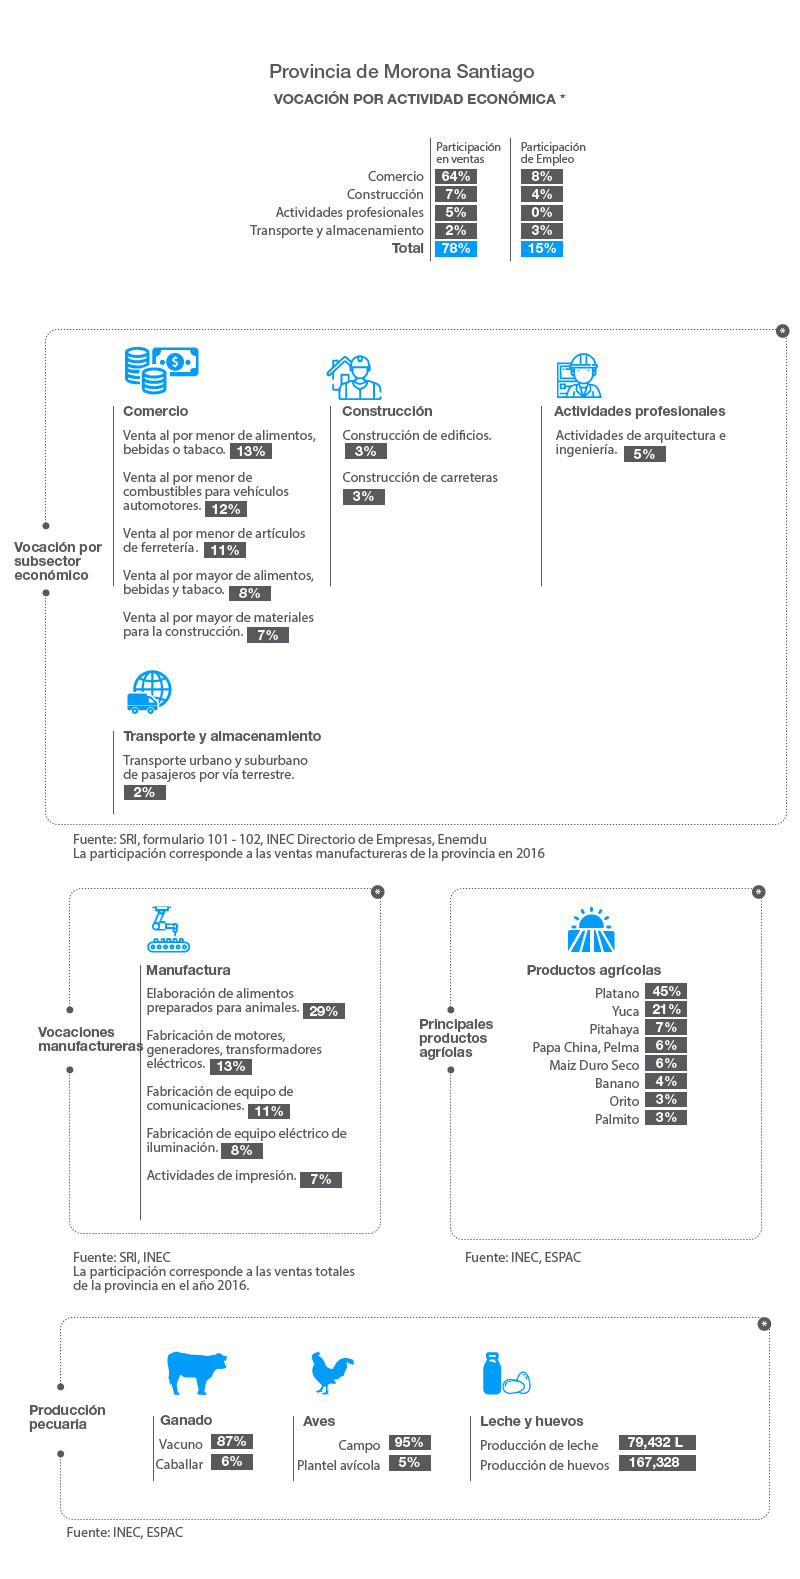 Provincia de Morona Santiago
VOCACIÓN POR ACTIVIDAD ECONÓMICA *
Participación en ventas
Participación de Empleo
Comercio 64% 8%
Construcción 7% 4%
Actividades profesionales 5% 0%
Transporte y almacenamiento 2% 3%
Total 78% 15%
*
Vocación por
subsector
económico
Comercio
Venta al por menor de alimentos,
bebidas o tabaco. 13%
Venta al por menor de
combustibles para vehículos
automotores. 12%
Venta al por menor de artículos
de ferretería. 11%
Venta al por mayor de alimentos,
bebidas y tabaco. 8%
Venta al por mayor de materiales
para la construcción. 7%
Construcción
Construcción de edificios.
3%
Construcción de carreteras
3%
Actividades profesionales
Actividades de arquitectura e
ingeniería. 5%
Transporte y almacenamiento
Transporte urbano y suburbano
de pasajeros por vía terrestre.
2%
Fuente: SRI, formulario 101 - 102, INEC Directorio de Empresas, Enemdu
La participación corresponde a las ventas manufactureras de la provincia en 2016
*
Vocaciones
manufactureras
Manufactura
Elaboración de alimentos
preparados para animales. 29%
Fabricación de motores,
generadores, transformadores
eléctricos. 13%
Fabricación de equipo de
comunicaciones. 11%
Fabricación de equipo eléctrico de
iluminación. 8%
Actividades de impresión. 7%
Fuente: SRI, INEC
La participación corresponde a las ventas totales
de la provincia en el año 2016.
*
Principales
productos
agríolas
Productos agrícolas
Platano 45%
Yuca 21%
Pitahaya 7%
Papa China, Pelma 6%
Maiz Duro Seco 6%
Banano 4%
Orito 3%
Palmito 3%
Fuente: INEC, ESPAC
*
Producción
pecuaria
Ganado
Vacuno 87%
Caballar 6%
Aves
Campo 95%
Plantel avícola 5%
Leche y huevos
Producción de leche 79,432 L
Producción de huevos 167,328
Fuente: INEC, ESPAC